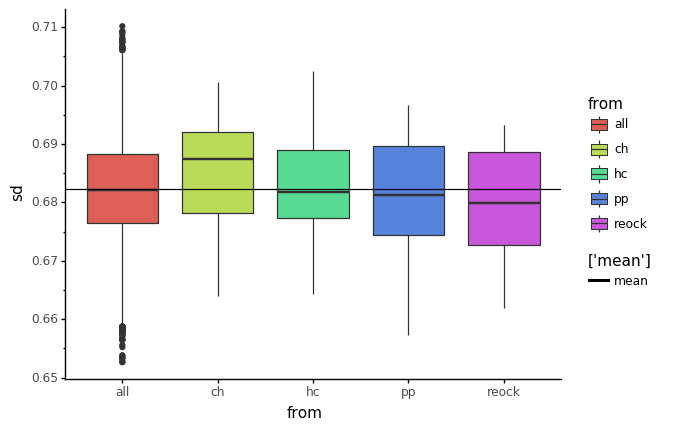 0.71
0.70
0.69
0.68
0.67
0.66
0.65
sd
all
ch
hc
pp
reock
from
from
all
ch
hc
pp
reock
['mean']
mean